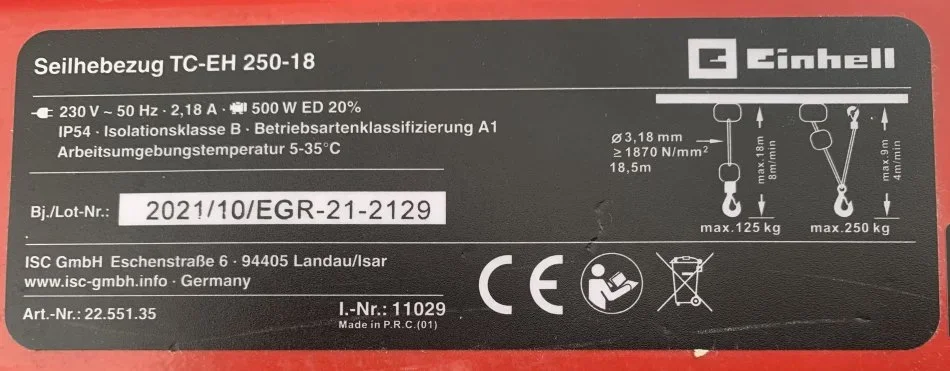 Seilhebezug TC-EH 250-18
Einhell
230 V ~ 50 Hz · 2,18 A · 500 W ED 20%
IP54 · Isolationsklasse B · Betriebsartenklassifizierung A1
Arbeitsumgebungstemperatur 5-35°C
Ø 3,18 mm
≥ 1870 N/mm²
18,5m
max.18m
8m/min
max.9m
4m/min
max.125 kg
max.250 kg
Bj./Lot-Nr.: 2021/10/EGR-21-2129
ISC GmbH Eschenstraße 6 · 94405 Landau/Isar
www.isc-gmbh.info · Germany
CE
Art.-Nr.: 22.551.35
I.-Nr.: 11029
Made in P.R.C.(01)